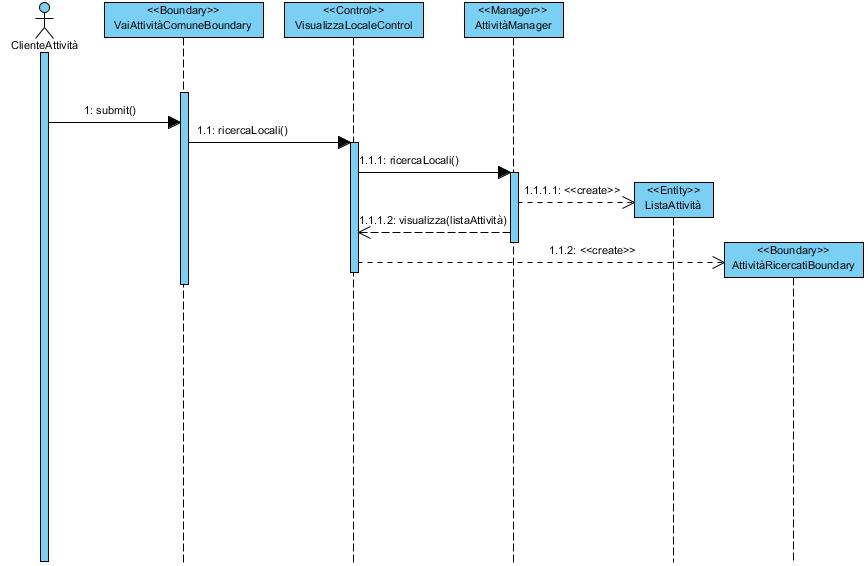 <<Boundary>>
VaiAttivitàComuneBoundary
<<Control>>
VisualizzaLocaleControl
<<Manager>>
AttivitàManager
ClienteAttività
1: submit()
1.1: ricercaLocali()
1.1.1: ricercaLocali()
1.1.1.1: <<create>>
<<Entity>>
ListaAttività
1.1.1.2: visualizza(listaAttività)
1.1.2: <<create>>
<<Boundary>>
AttivitàRicercatiBoundary